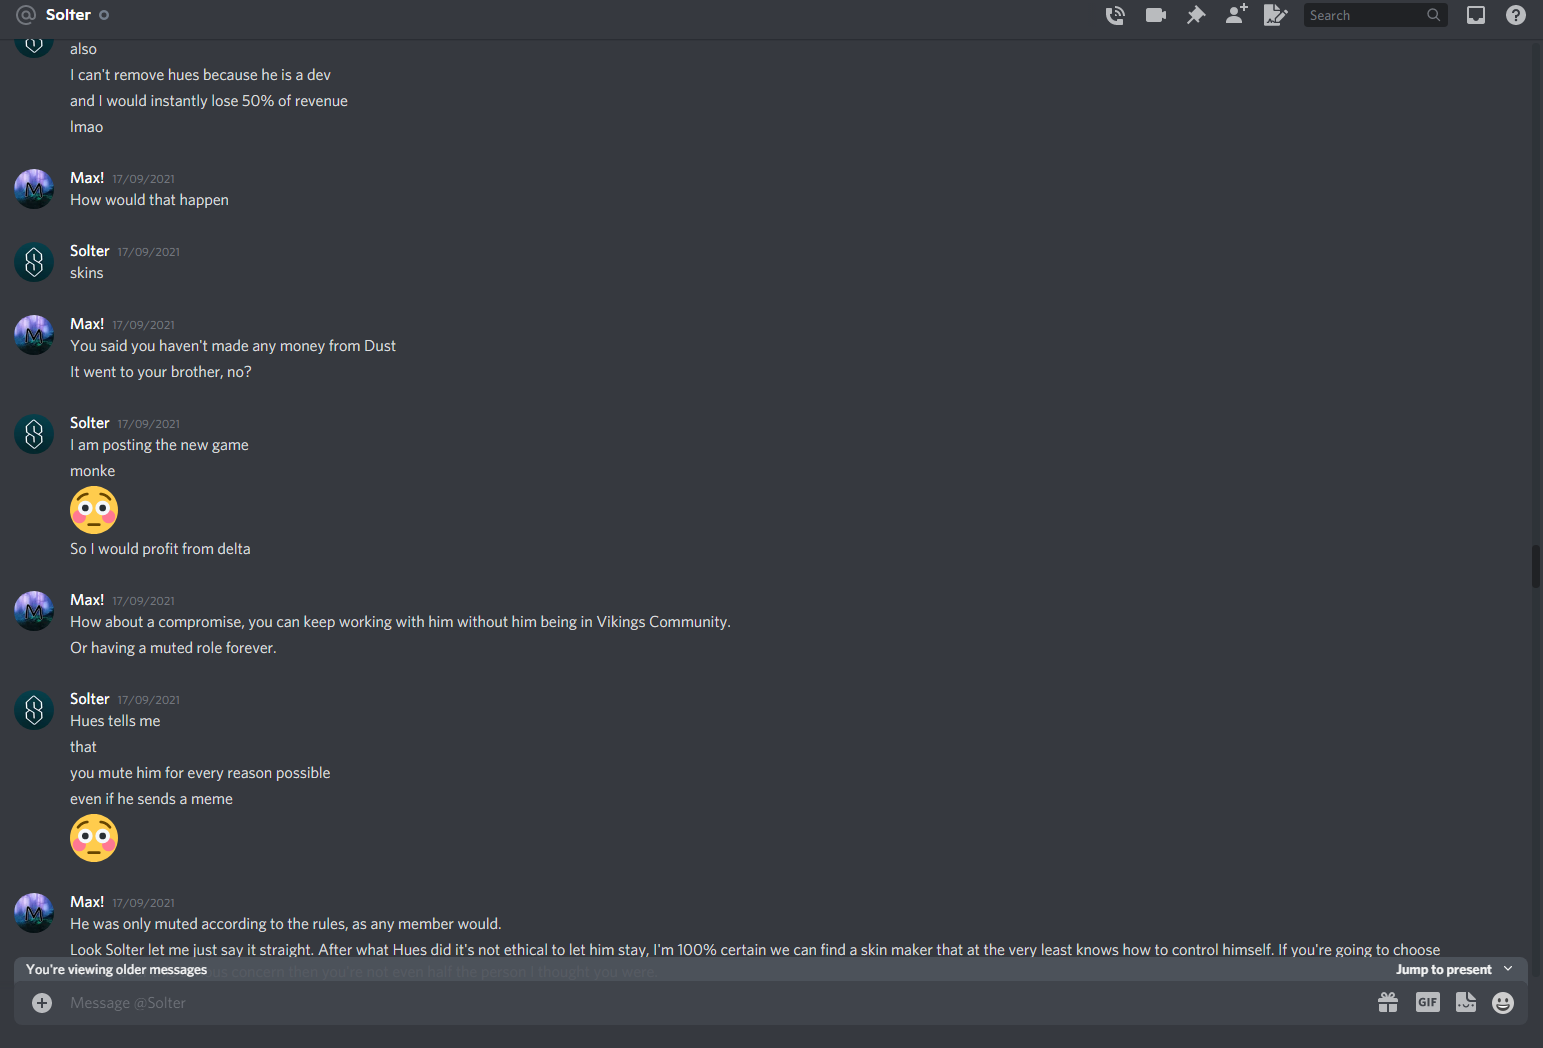 Solter
Search
also
I can't remove hues because he is a dev
and I would instantly lose 50% of revenue
lmao
Max! 17/09/2021
How would that happen
Solter 17/09/2021
skins
Max! 17/09/2021
You said you haven't made any money from Dust
It went to your brother, no?
Solter 17/09/2021
I am posting the new game
monke
So I would profit from delta
Max! 17/09/2021
How about a compromise, you can keep working with him without him being in Vikings Community.
Or having a muted role forever.
Solter 17/09/2021
Hues tells me
that
you mute him for every reason possible
even if he sends a meme
Max! 17/09/2021
He was only muted according to the rules, as any member would.
Look Solter let me just say it straight. After what Hues did it's not ethical to let him stay, I'm 100% certain we can find a skin maker that at the very least knows how to control himself. If you're going to choose
concern then you're not even half the person I thought you were.
You're viewing older messages
Jump to present
Message @Solter
GIF